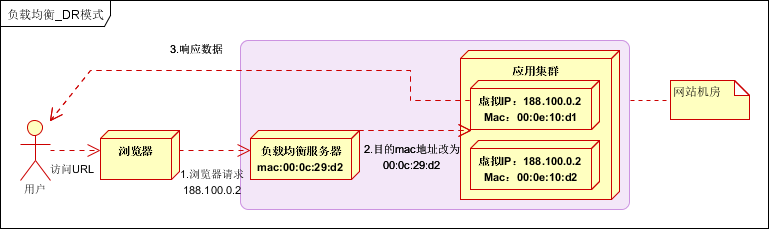 负载均衡_DR模式
3.响应数据
应用集群
虚拟IP：188.100.0.2
Mac：00:0e:10:d1
网站机房
浏览器
负载均衡服务器
mac:00:0c:29:d2
2.目的mac地址改为
00:0c:29:d2
虚拟IP：188.100.0.2
Mac：00:0e:10:d2
访问URL
1.浏览器请求
188.100.0.2
用户